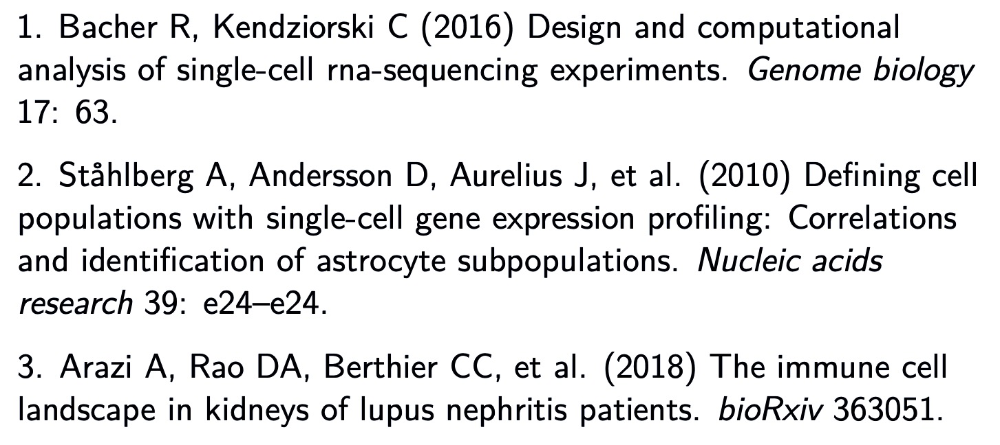 1. Bacher R, Kendziorski C (2016) Design and computational
analysis of single-cell rna-sequencing experiments. Genome biology
17: 63.
2. Ståhlberg A, Andersson D, Aurelius J, et al. (2010) Defining cell
populations with single-cell gene expression profiling: Correlations
and identification of astrocyte subpopulations. Nucleic acids
research 39: e24–e24.
3. Arazi A, Rao DA, Berthier CC, et al. (2018) The immune cell
landscape in kidneys of lupus nephritis patients. bioRxiv 363051.